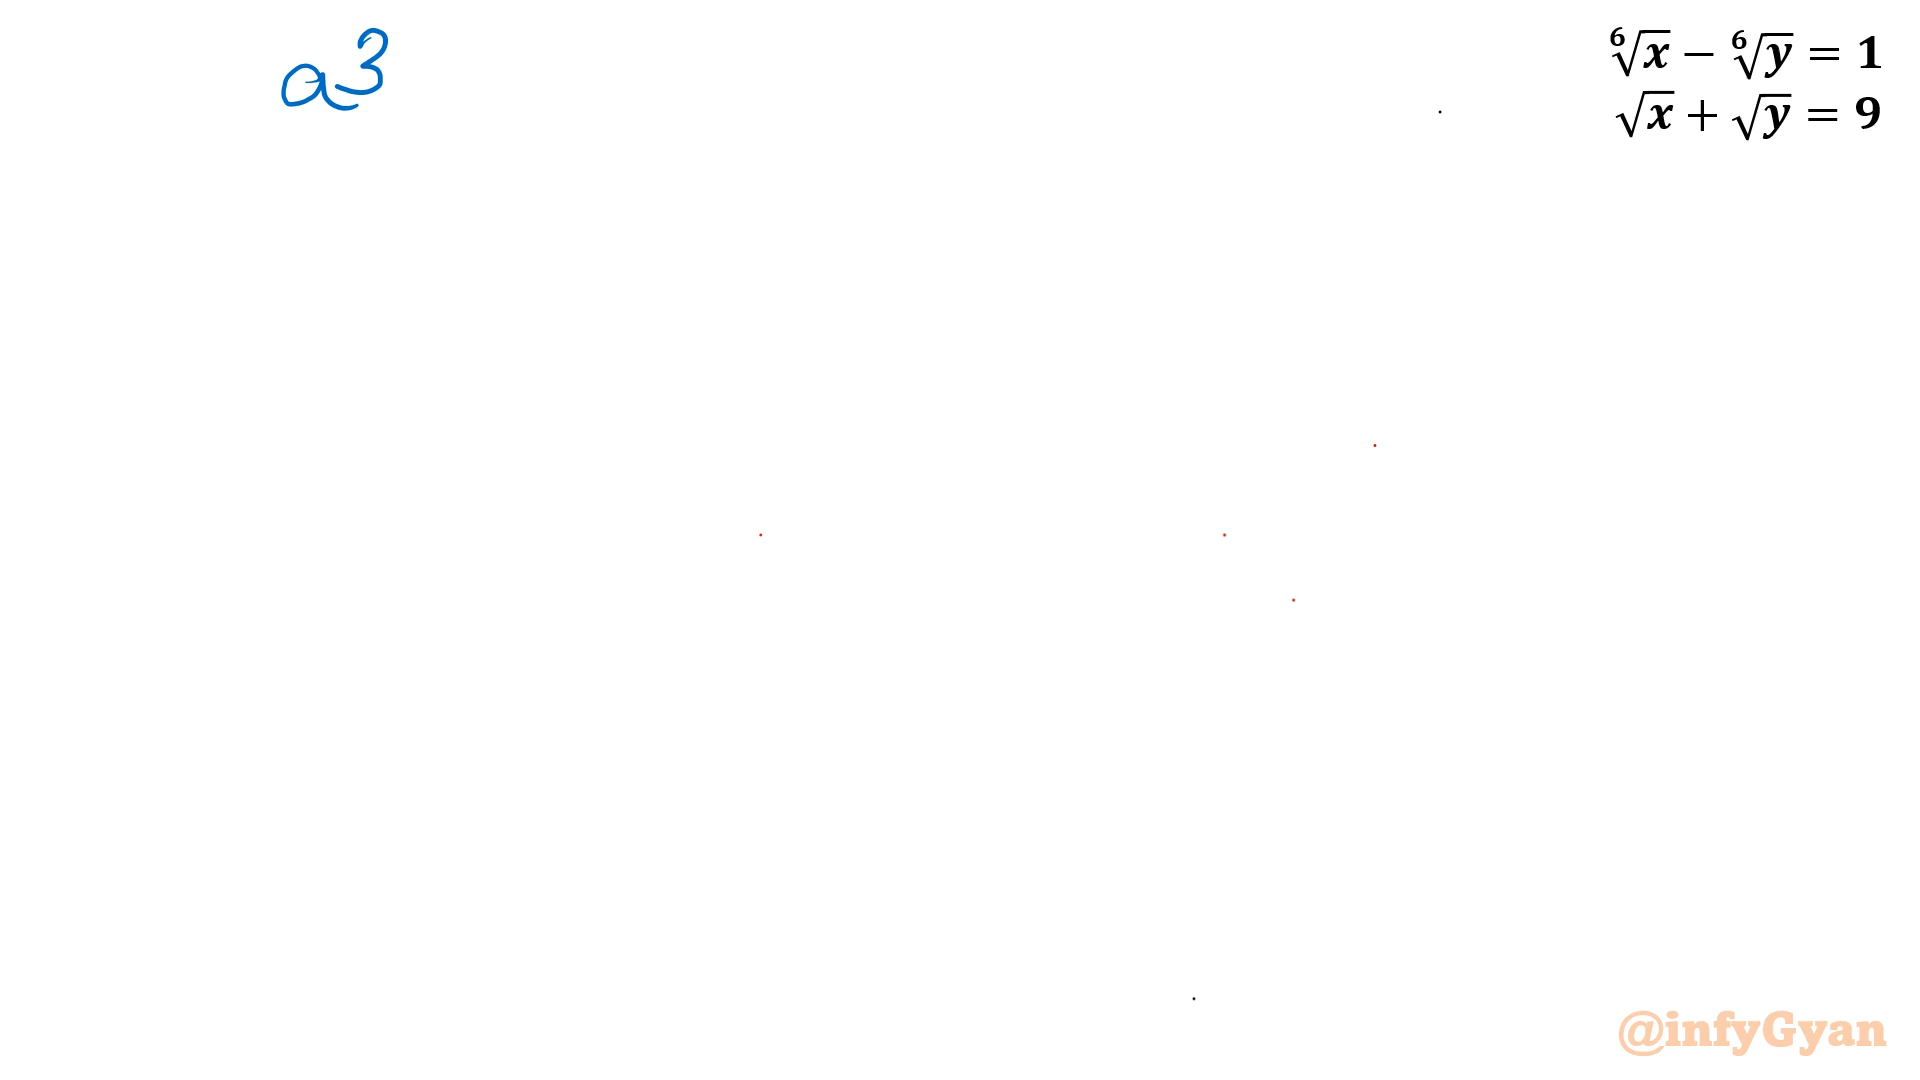 a³
⁶√x − ⁶√y = 1
√x + √y = 9
@infyGyan